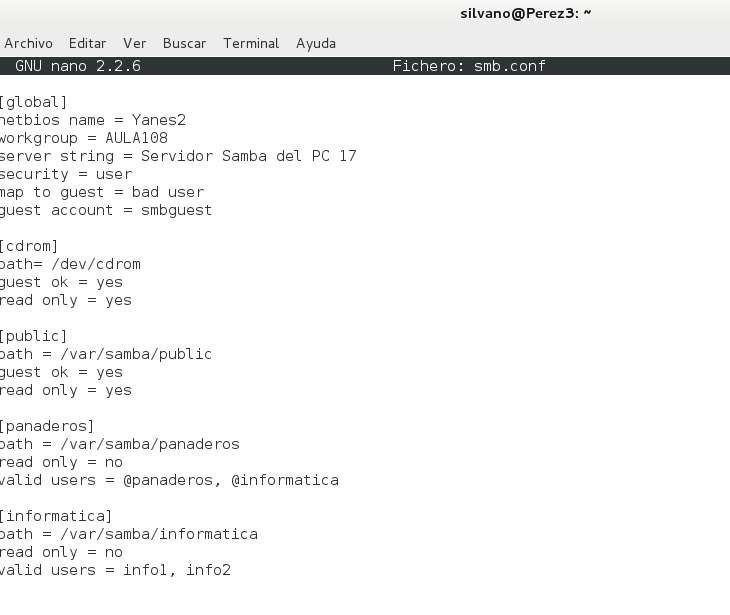 silvano@Perez3: ~
Archivo Editar Ver Buscar Terminal Ayuda
GNU nano 2.2.6 Fichero: smb.conf
[global]
netbios name = Yanes2
workgroup = AULA108
server string = Servidor Samba del PC 17
security = user
map to guest = bad user
guest account = smbguest
[cdrom]
path= /dev/cdrom
guest ok = yes
read only = yes
[public]
path = /var/samba/public
guest ok = yes
read only = yes
[panaderos]
path = /var/samba/panaderos
read only = no
valid users = @panaderos, @informatica
[informatica]
path = /var/samba/informatica
read only = no
valid users = info1, info2